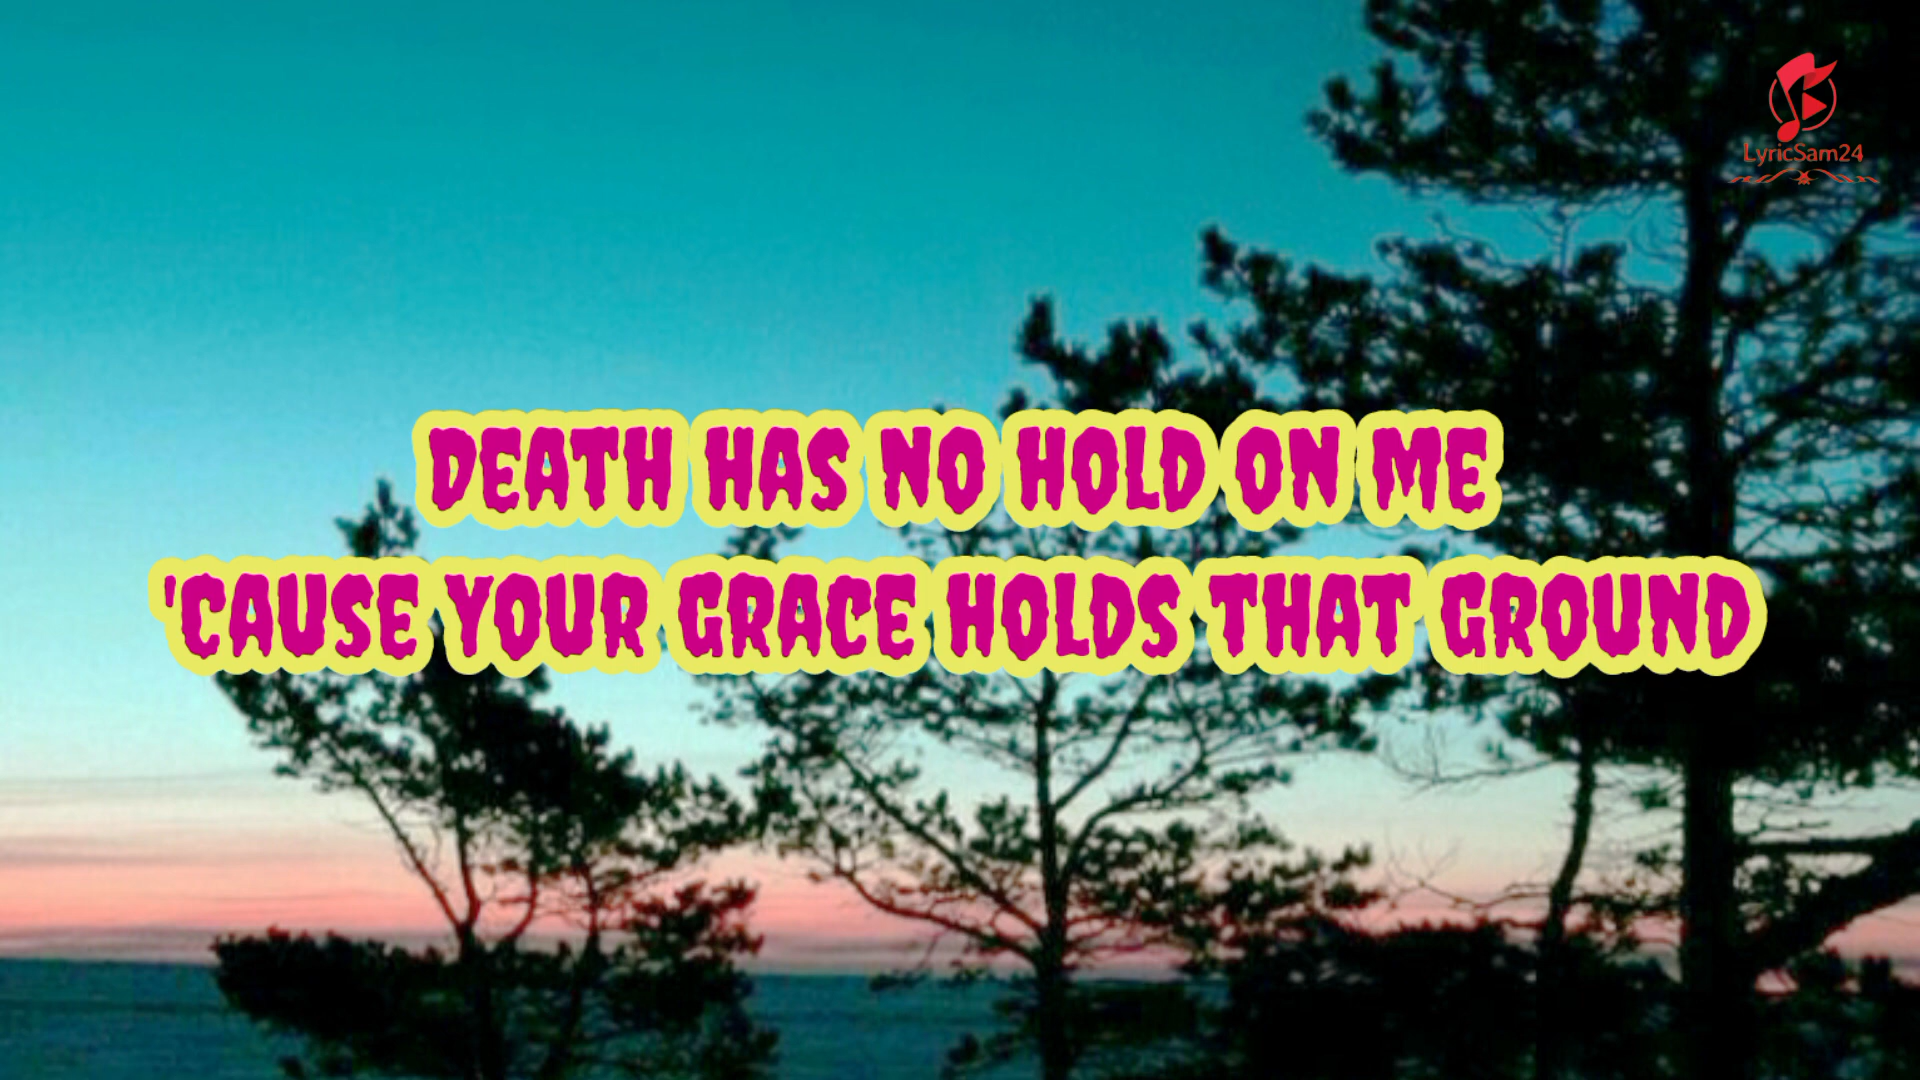 LyricSam24
DEATH HAS NO HOLD ON ME
'CAUSE YOUR GRACE HOLDS THAT GROUND